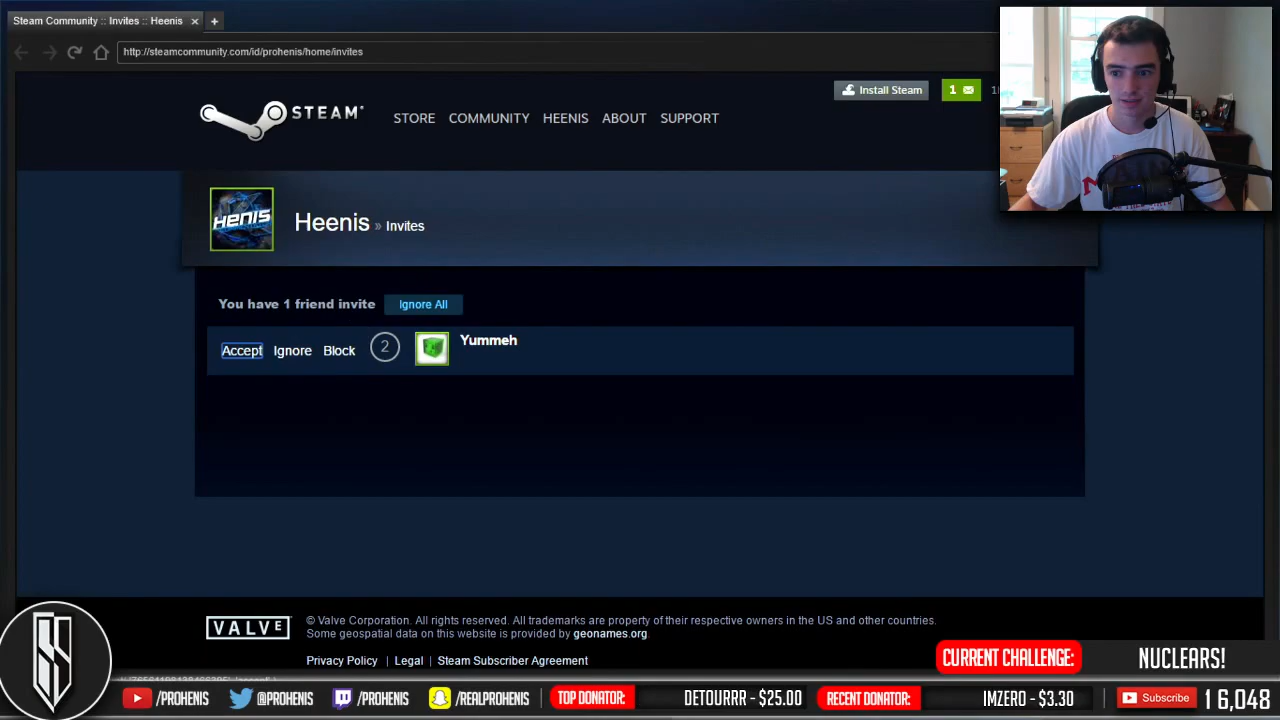 Steam Community :: Invites :: Heenis
http://steamcommunity.com/id/prohenis/home/invites
Install Steam
1
STEAM®
STORE COMMUNITY HEENIS ABOUT SUPPORT
HENIS
Heenis » Invites
You have 1 friend invite Ignore All
Accept Ignore Block 2 Yummeh
VALVE © Valve Corporation. All rights reserved. All trademarks are property of their respective owners in the US and other countries.
Some geospatial data on this website is provided by geonames.org.
Privacy Policy | Legal | Steam Subscriber Agreement
CURRENT CHALLENGE: NUCLEARS!
/PROHENIS @PROHENIS /PROHENIS /REALPROHENIS TOP DONATOR: DETOURRR - $25.00 RECENT DONATOR: IMZERO - $3.30 Subscribe 16,048